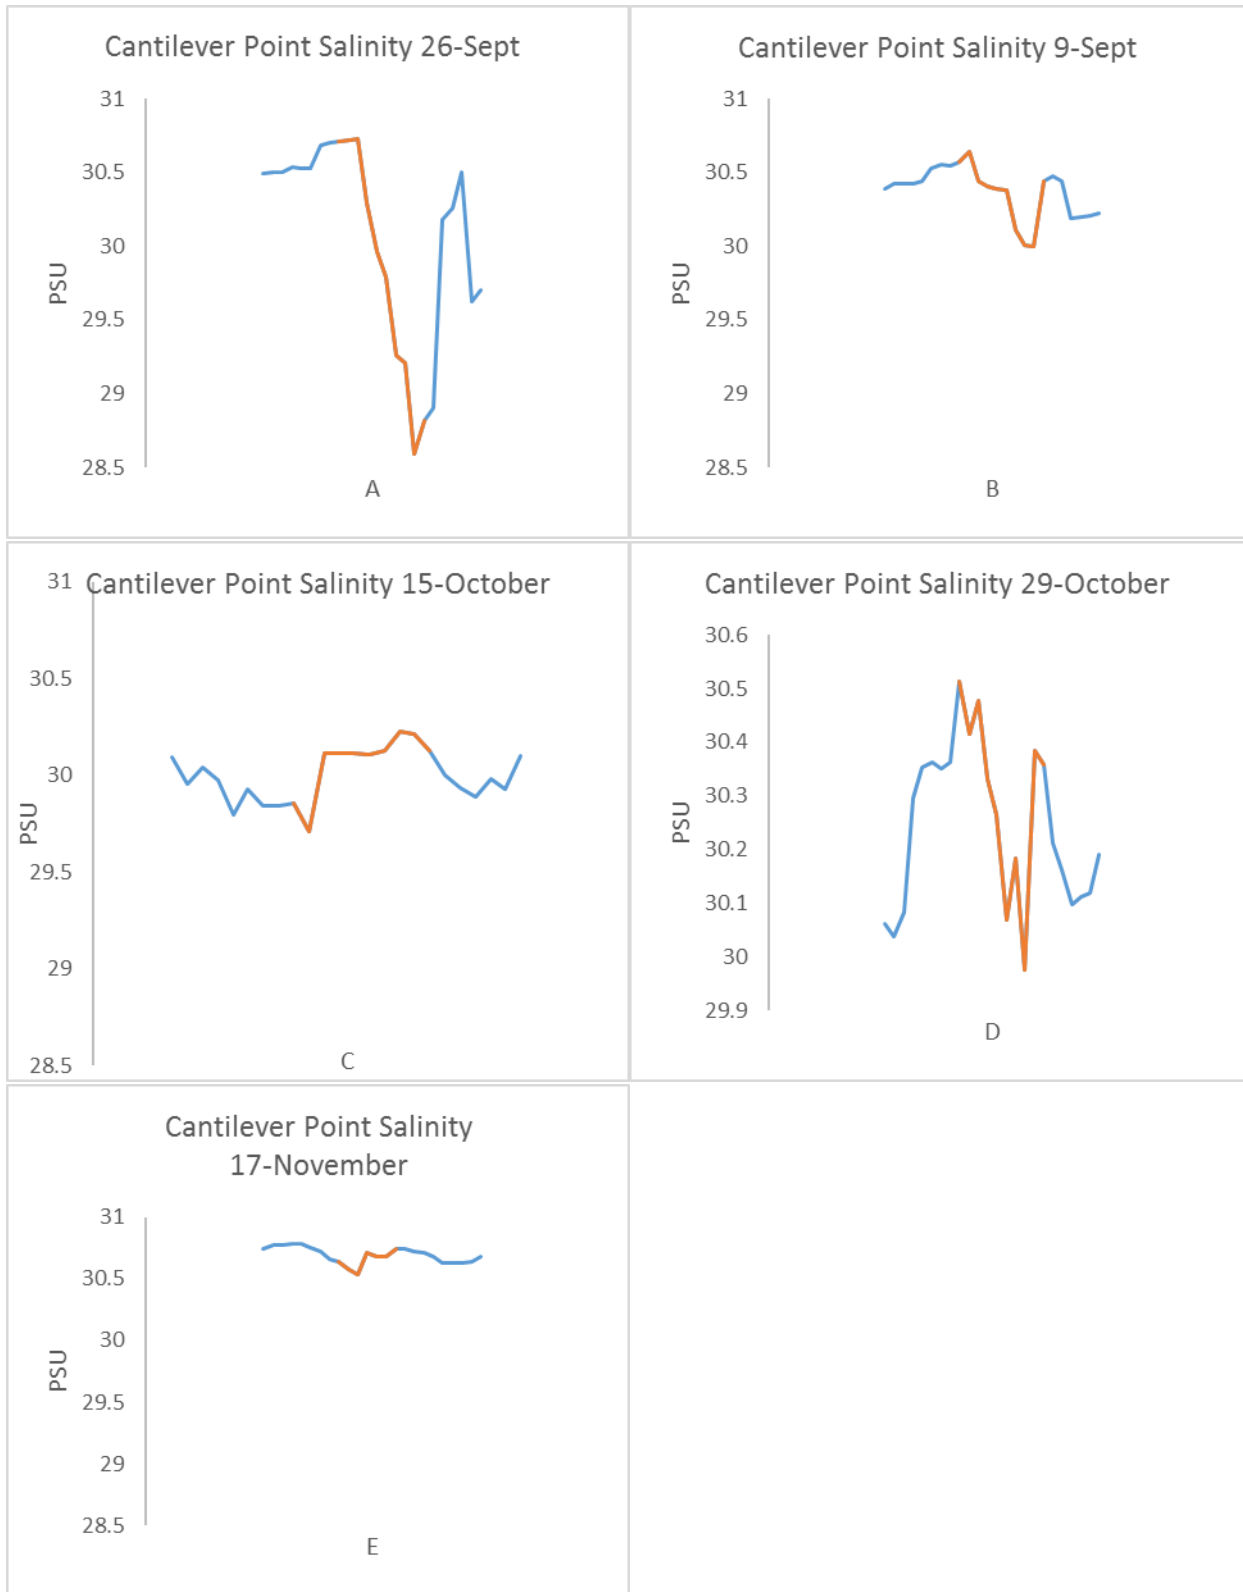 Cantilever Point Salinity 26-Sept
31
30.5
30
29.5
29
28.5
PSU
A
Cantilever Point Salinity 9-Sept
31
30.5
30
29.5
29
28.5
PSU
B
Cantilever Point Salinity 15-October
31
30.5
30
29.5
29
28.5
PSU
C
Cantilever Point Salinity 29-October
30.6
30.5
30.4
30.3
30.2
30.1
30
29.9
PSU
D
Cantilever Point Salinity
17-November
31
30.5
30
29.5
29
28.5
PSU
E